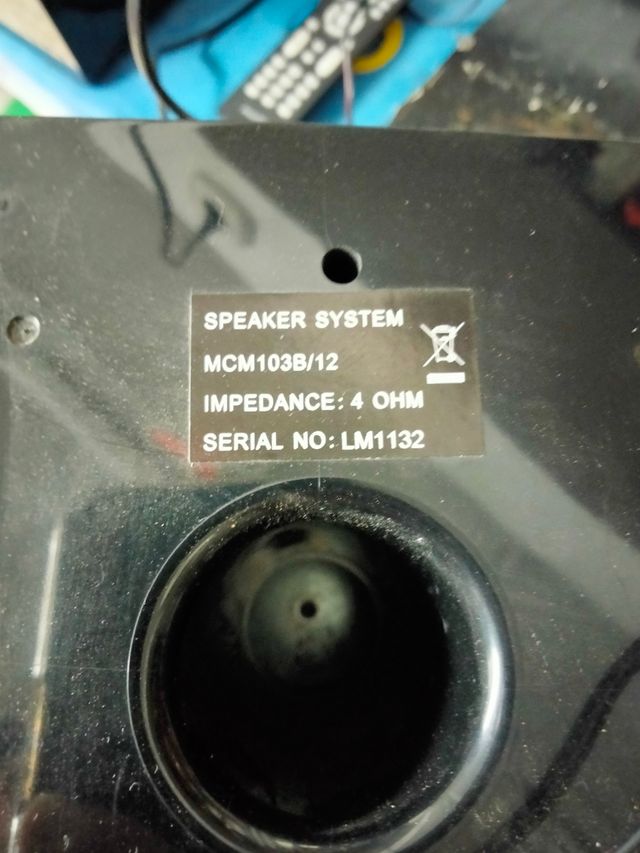 SPEAKER SYSTEM
MCM103B/12
IMPEDANCE: 4 OHM
SERIAL NO: LM1132